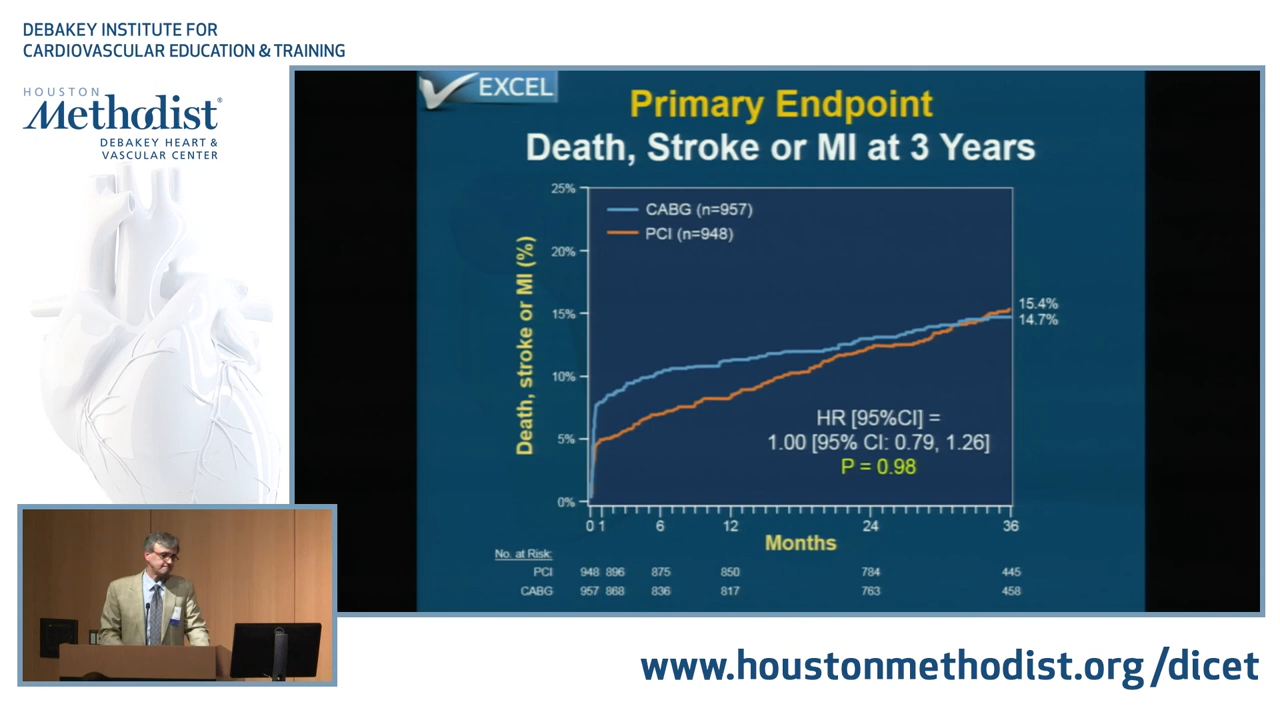 DEBAKEY INSTITUTE FOR
CARDIOVASCULAR EDUCATION & TRAINING
HOUSTON
Methodist®
DEBAKEY HEART &
VASCULAR CENTER
EXCEL
Primary Endpoint
Death, Stroke or MI at 3 Years
Death, stroke or MI (%)
25%
20%
15%
10%
5%
0%
CABG (n=957)
PCI (n=948)
15.4%
14.7%
HR [95%CI] =
1.00 [95% CI: 0.79, 1.26]
P = 0.98
0 1 6 12 24 36
Months
No. at Risk:
PCI 948 896 875 850 784 445
CABG 957 868 836 817 763 458
www.houstonmethodist.org/dicet